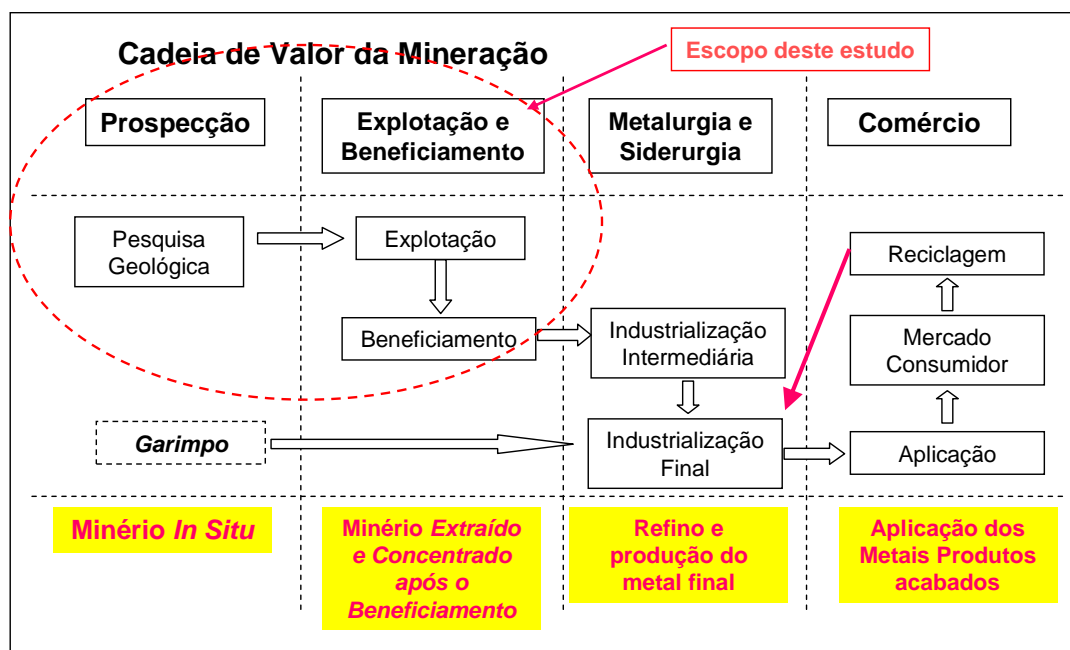 Cadeia de Valor da Mineração
Escopo deste estudo
Prospecção
Explotação e
Beneficiamento
Metalurgia e
Siderurgia
Comércio
Pesquisa
Geológica
Explotação
Reciclagem
Beneficiamento
Industrialização
Intermediária
Mercado
Consumidor
Garimpo
Industrialização
Final
Aplicação
Minério In Situ
Minério Extraído
e Concentrado
após o
Beneficiamento
Refino e
produção do
metal final
Aplicação dos
Metais Produtos
acabados